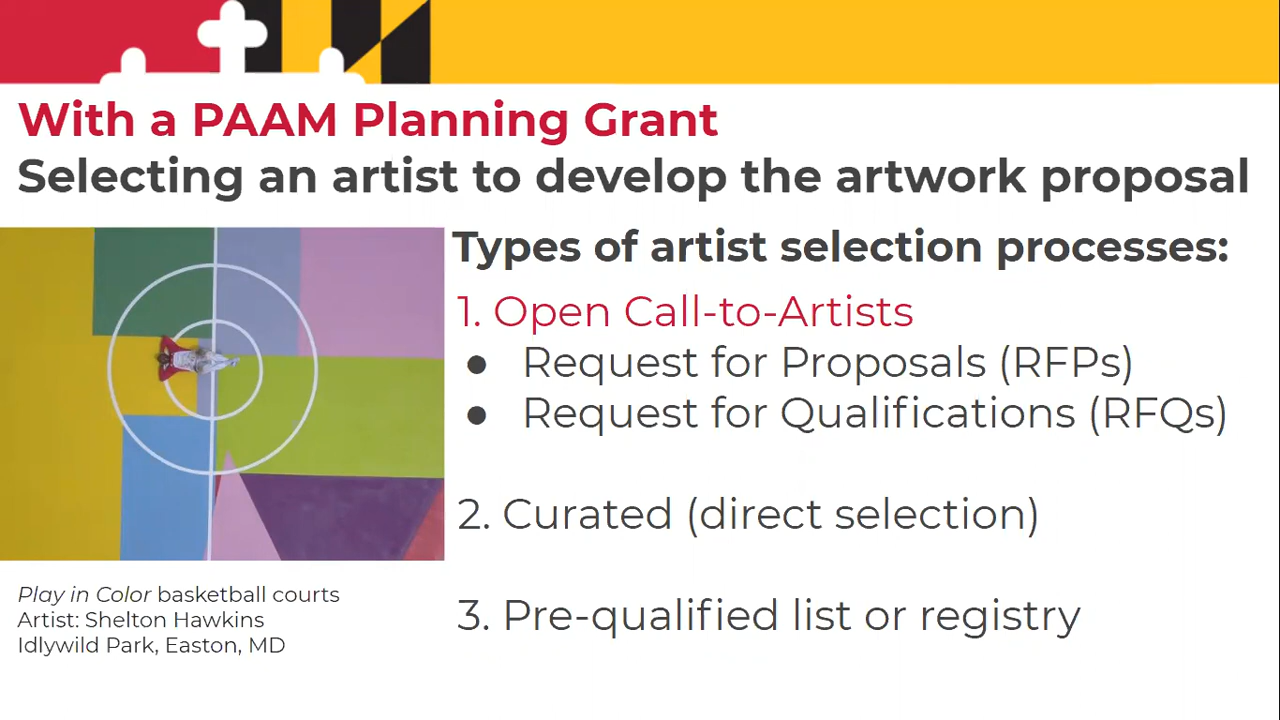 With a PAAM Planning Grant
Selecting an artist to develop the artwork proposal
Types of artist selection processes:
1. Open Call-to-Artists
● Request for Proposals (RFPs)
● Request for Qualifications (RFQs)
2. Curated (direct selection)
3. Pre-qualified list or registry
Play in Color basketball courts
Artist: Shelton Hawkins
Idlywild Park, Easton, MD